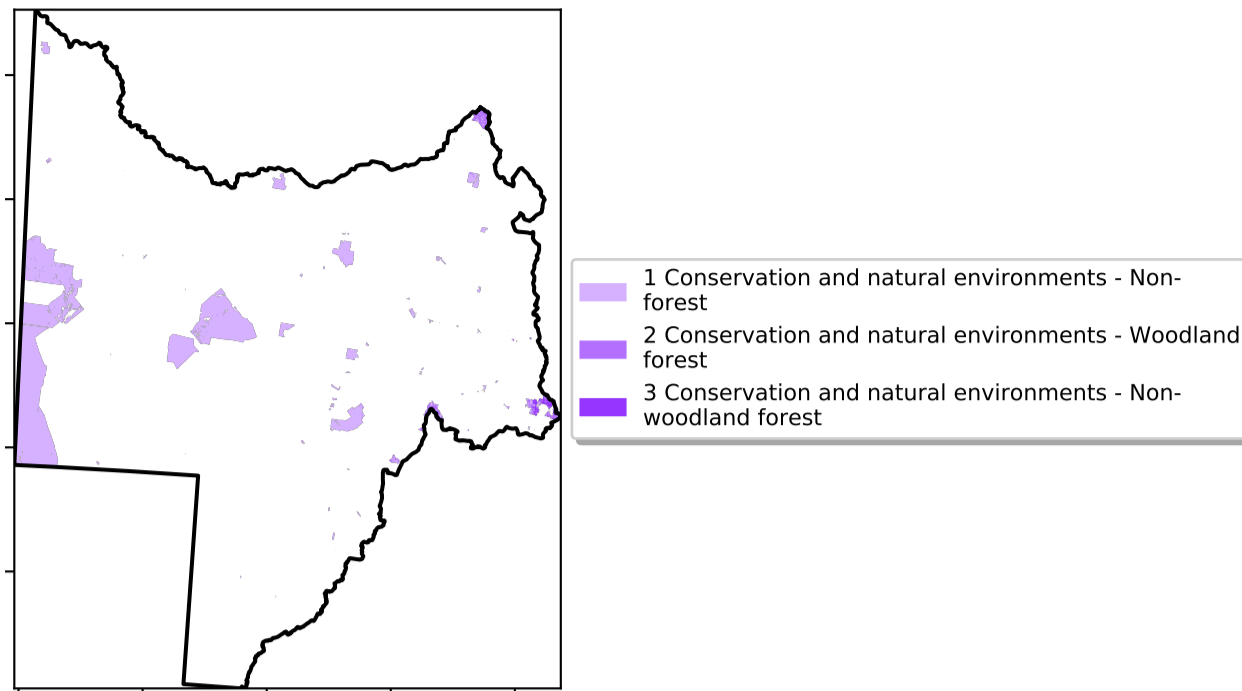 1 Conservation and natural environments - Non-
forest
2 Conservation and natural environments - Woodland
forest
3 Conservation and natural environments - Non-
woodland forest